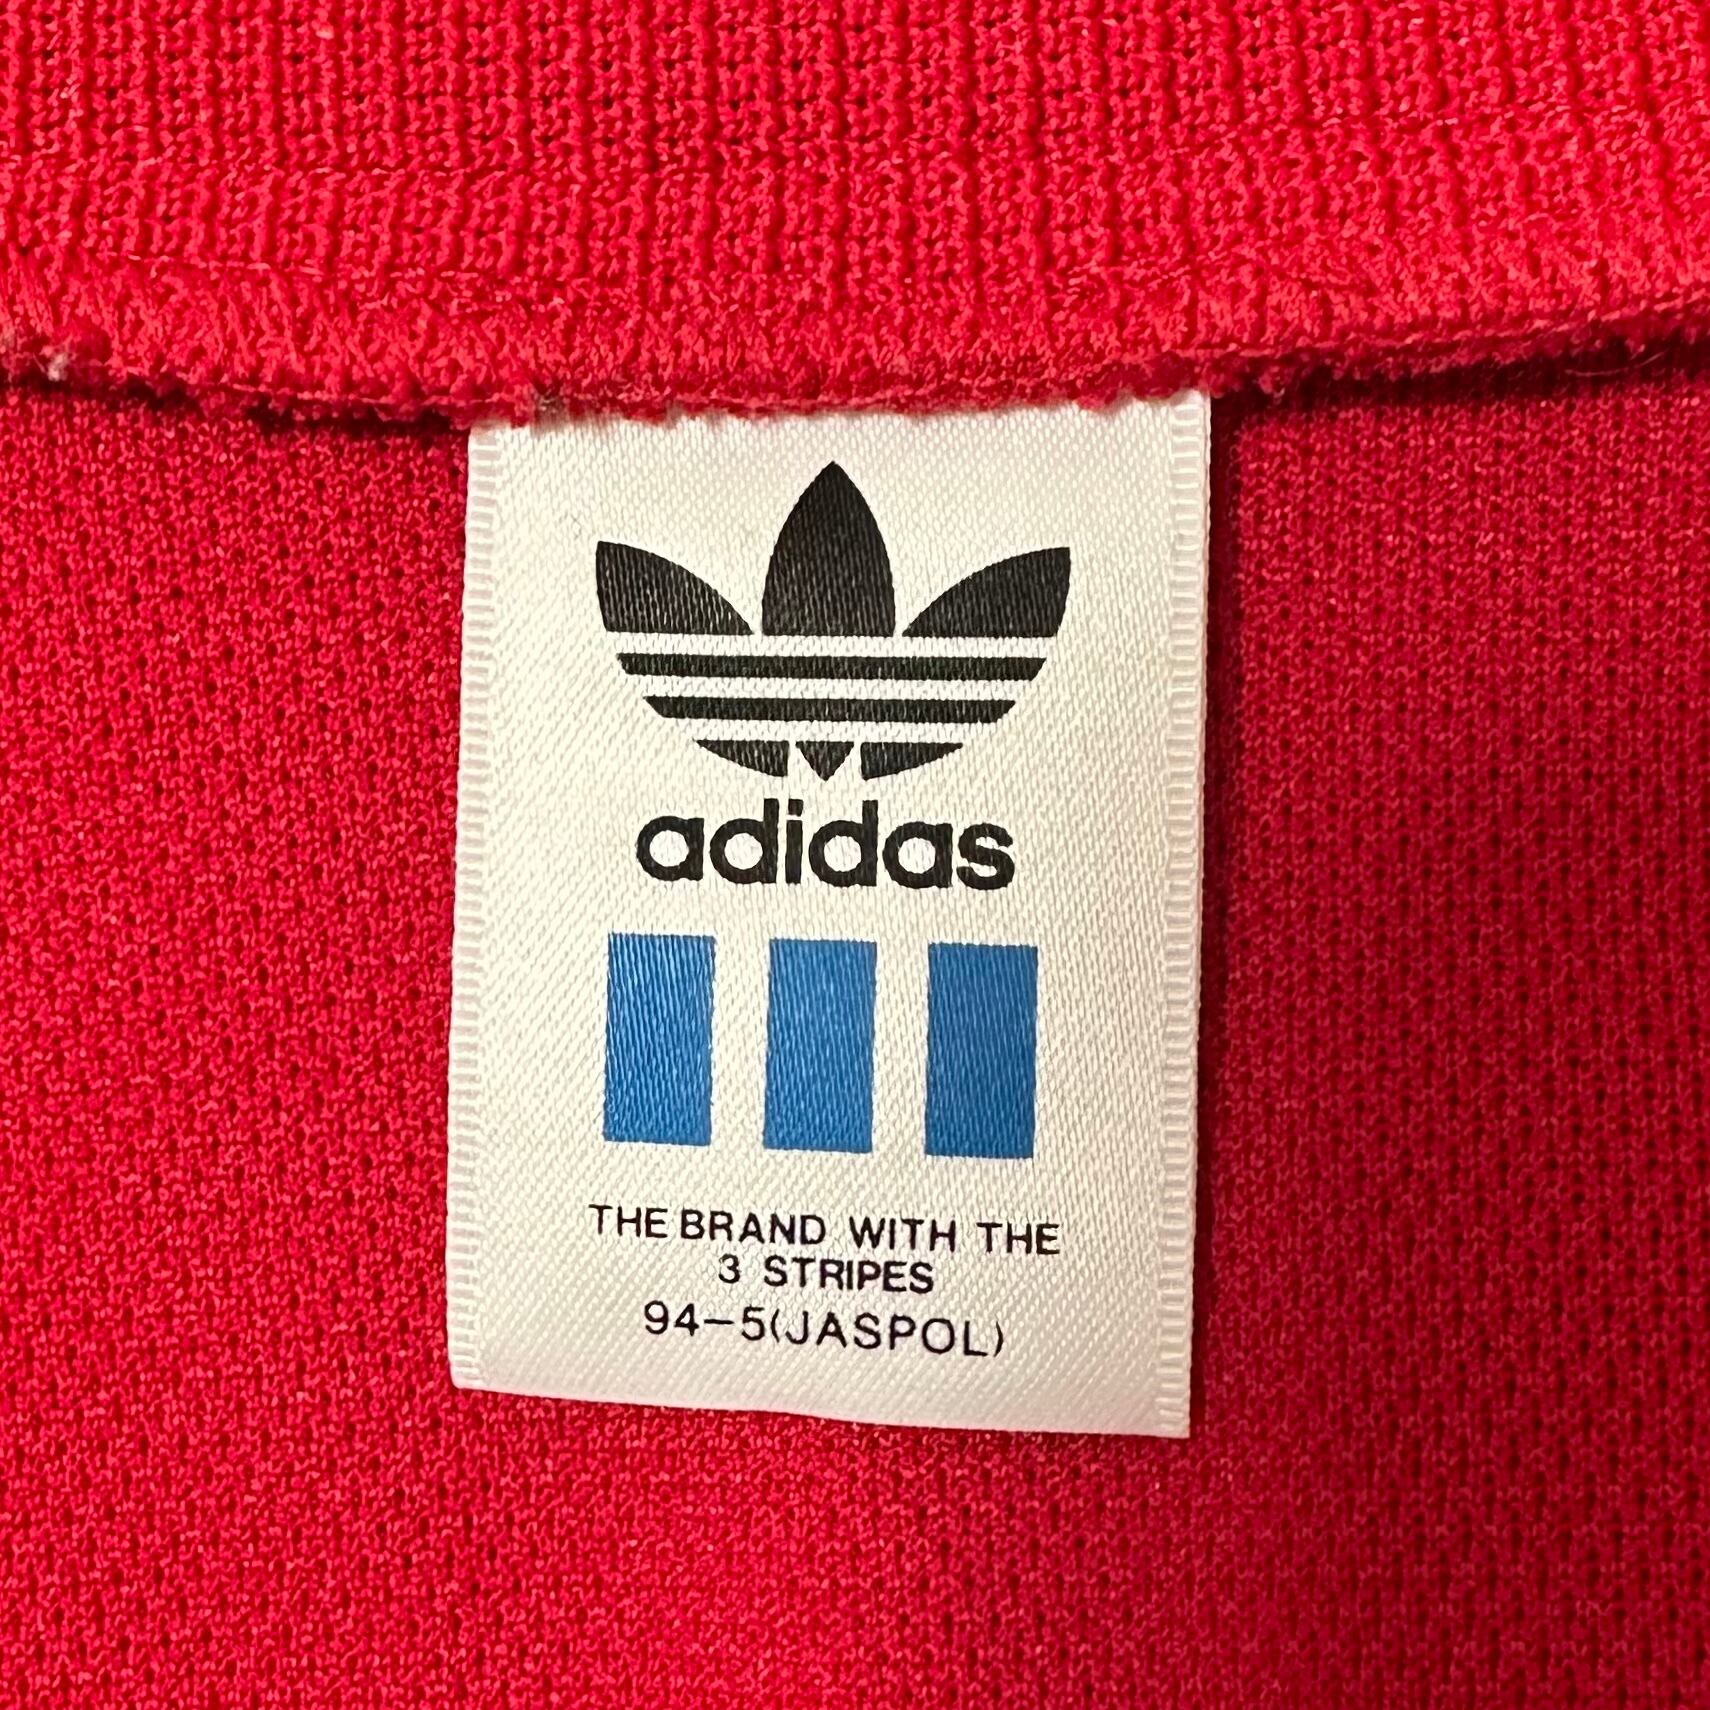 adidas
THE BRAND WITH THE
3 STRIPES
94-5(JASPOL)